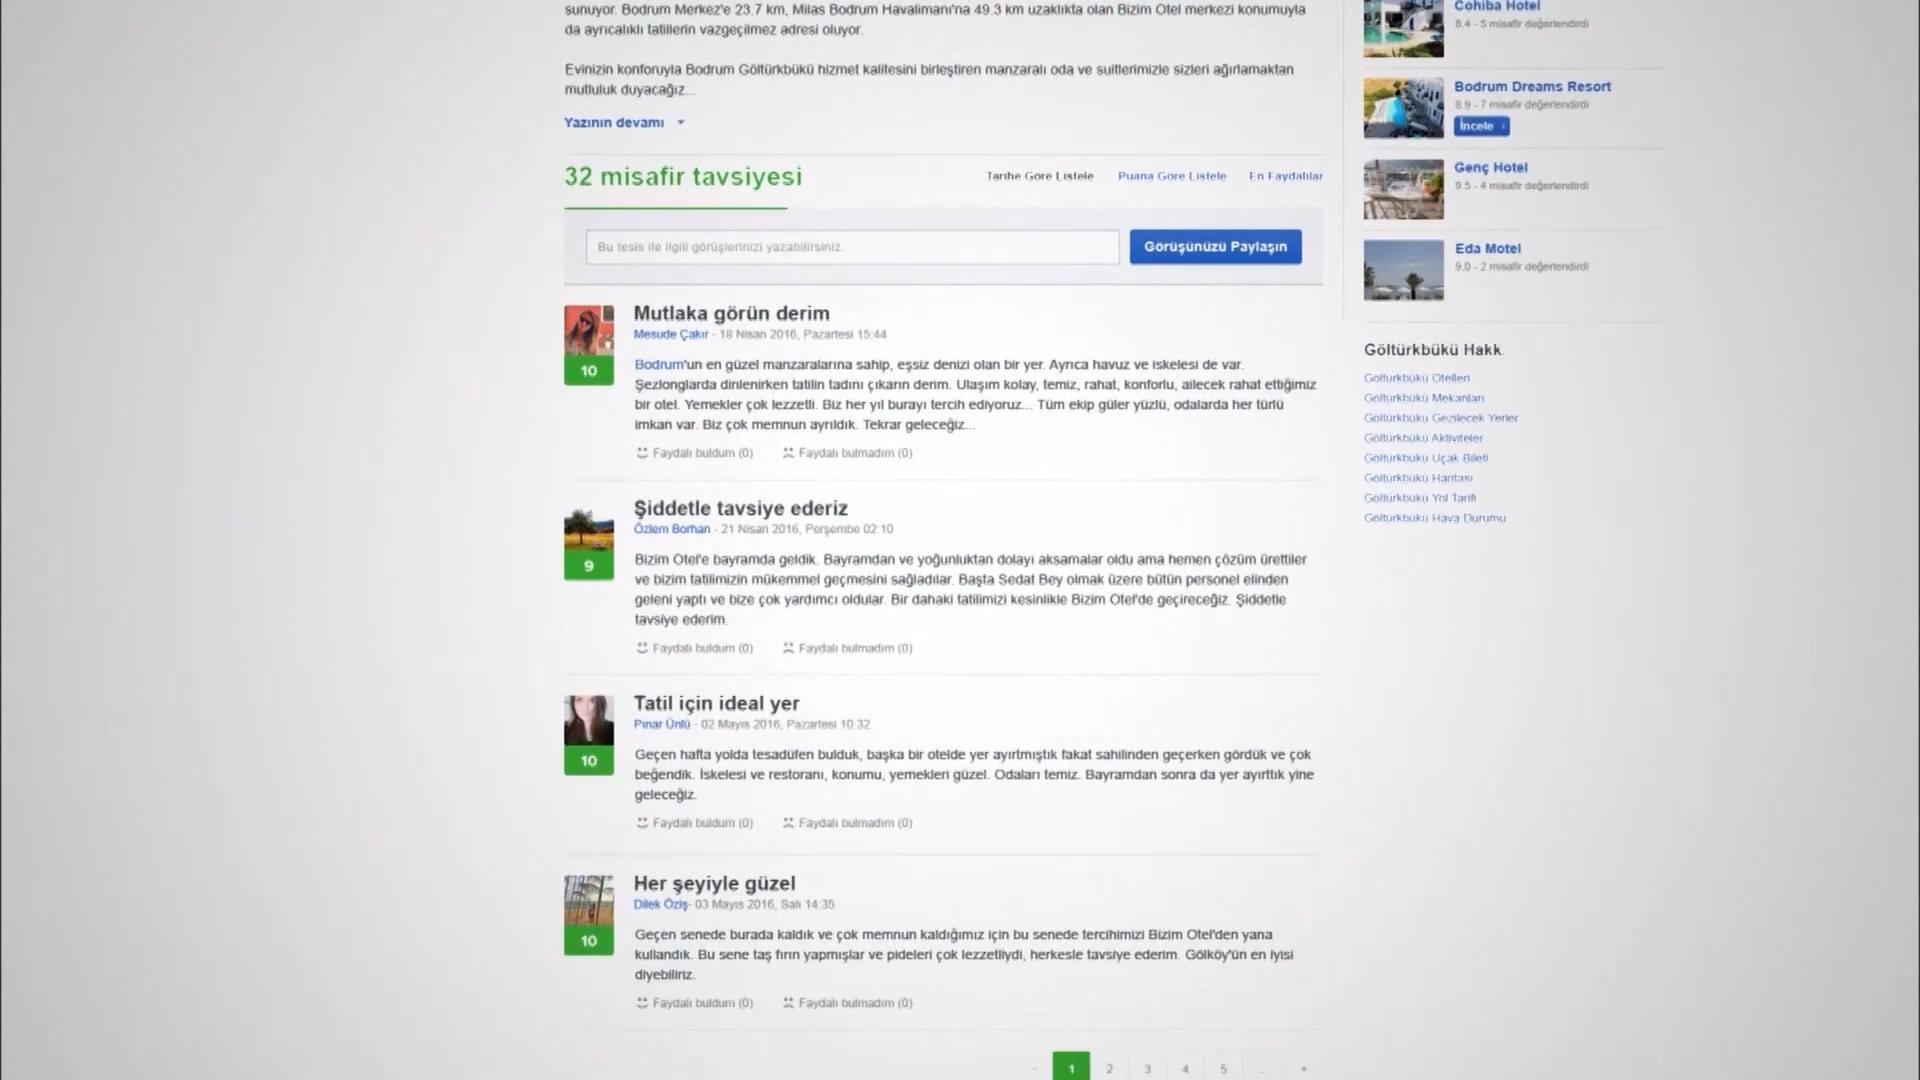 sunuyor. Bodrum Merkez'e 23.7 km, Milas Bodrum Havalimanı'na 49.3 km uzaklıkta olan Bizim Otel merkezi konumuyla
da ayrıcalıklı tatillerin vazgeçilmez adresi oluyor.
Evinizin konforuyla Bodrum Göltürkbükü hizmet kalitesini birleştiren manzaralı oda ve suitlerimizle sizleri ağırlamaktan
mutluluk duyacağız...
Yazının devamı
32 misafir tavsiyesi
Tarihe Göre Listele
Puana Göre Listele
En Faydalılar
Bu tesis ile ilgili görüşlerinizi yazabilirsiniz.
Görüşünüzü Paylaşın
Mutlaka görün derim
Mesude Çakır - 18 Nisan 2016, Pazartesi 15:44
10
Bodrum'un en güzel manzaralarına sahip, eşsiz denizi olan bir yer. Ayrıca havuz ve iskelesi de var.
Şezlonglarda dinlenirken tatilin tadını çıkarın derim. Ulaşım kolay, temiz, rahat, konforlu, ailecek rahat ettiğimiz
bir otel. Yemekler çok lezzetli. Biz her yıl burayı tercih ediyoruz... Tüm ekip güler yüzlü, odalarda her türlü
imkan var. Biz çok memnun ayrıldık. Tekrar geleceğiz...
Faydalı buldum (0)
Faydalı bulmadım (0)
Şiddetle tavsiye ederiz
Özlem Borhan - 21 Nisan 2016, Perşembe 02:10
9
Bizim Otel'e bayramda geldik. Bayramdan ve yoğunluktan dolayı aksamalar oldu ama hemen çözüm ürettiler
ve bizim tatilimizin mükemmel geçmesini sağladılar. Başta Sedat Bey olmak üzere bütün personel elinden
geleni yaptı ve bize çok yardımcı oldular. Bir dahaki tatilimizi kesinlikle Bizim Otel'de geçireceğiz. Şiddetle
tavsiye ederim.
Faydalı buldum (0)
Faydalı bulmadım (0)
Tatil için ideal yer
Pınar Ünlü - 02 Mayıs 2016, Pazartesi 10:32
10
Geçen hafta yolda tesadüfen bulduk, başka bir otelde yer ayırtmıştık fakat sahilinden geçerken gördük ve çok
beğendik. İskelesi ve restoranı, konumu, yemekleri güzel. Odaları temiz. Bayramdan sonra da yer ayırttık yine
geleceğiz.
Faydalı buldum (0)
Faydalı bulmadım (0)
Her şeyiyle güzel
Dilek Öziş- 03 Mayıs 2016, Salı 14:35
10
Geçen senede burada kaldık ve çok memnun kaldığımız için bu senede tercihimizi Bizim Otel'den yana
kullandık. Bu sene taş fırın yapmışlar ve pideleri çok lezzetliydi, herkesle tavsiye ederim. Gölköy'ün en iyisi
diyebiliriz.
Faydalı buldum (0)
Faydalı bulmadım (0)
- 1 2 3 4 5 .. +
Cohiba Hotel
8.4 - 5 misafir değerlendirdi
Bodrum Dreams Resort
8.9 - 7 misafir değerlendirdi
İncele ›
Genç Hotel
9.5 - 4 misafir değerlendirdi
Eda Motel
9.0 - 2 misafir değerlendirdi
Göltürkbükü Hakk
Göltürkbükü Otelleri
Göltürkbükü Mekanları
Göltürkbükü Gezilecek Yerler
Göltürkbükü Aktiviteler
Göltürkbükü Uçak Bileti
Göltürkbükü Haritası
Göltürkbükü Yol Tarifi
Göltürkbükü Hava Durumu